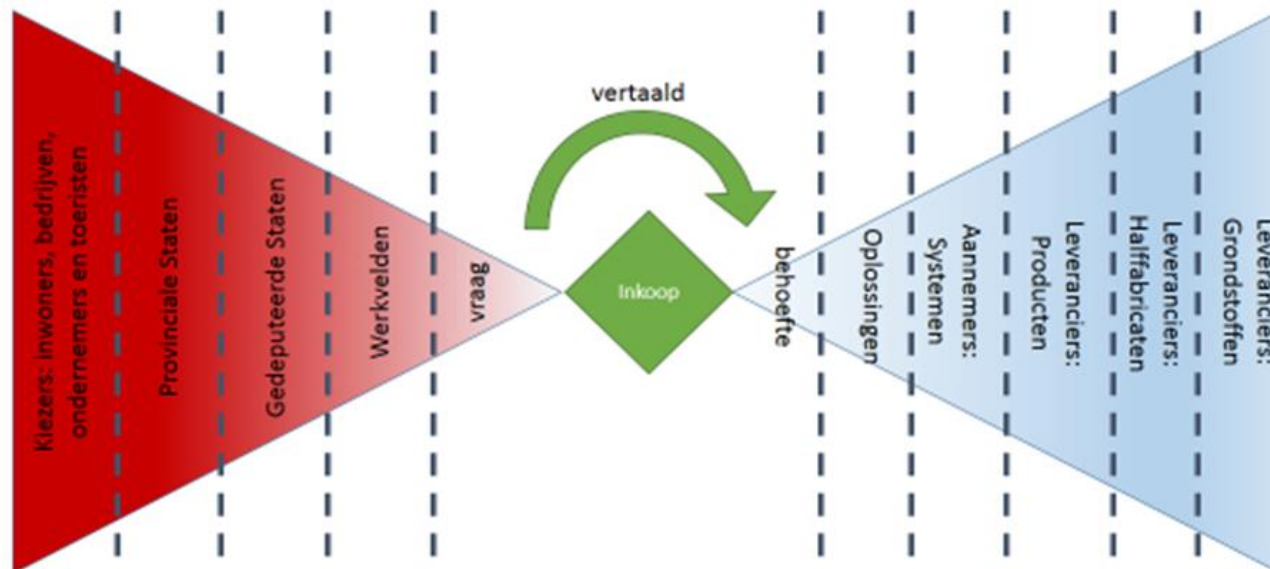 Kiezers: inwoners, bedrijven,
ondernemers en toeristen
Provinciale Staten
Gedeputeerde Staten
Werkvelden
vraag
vertaald
Inkoop
behoefte
Oplossingen
Aannemers:
Systemen
Leveranciers:
Producten
Leveranciers:
Halffabricaten
Leveranciers:
Grondstoffen